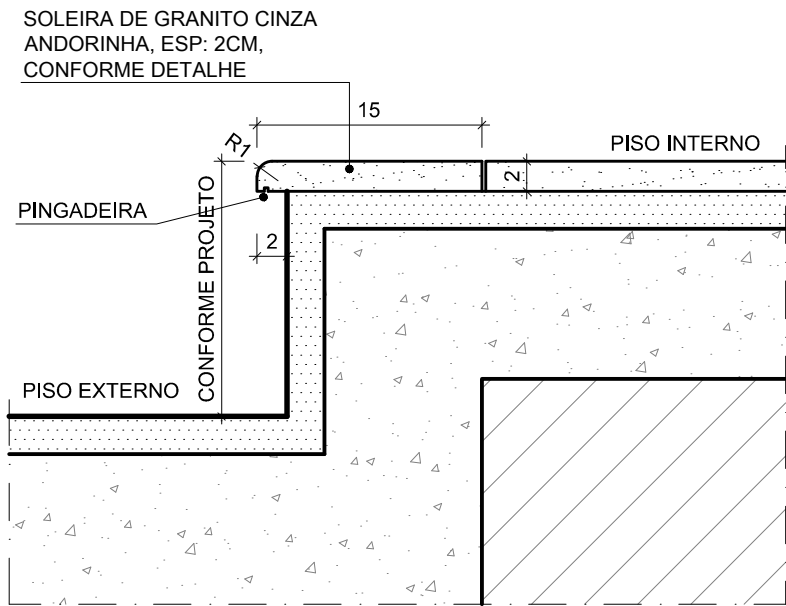 SOLEIRA DE GRANITO CINZA
ANDORINHA, ESP: 2CM,
CONFORME DETALHE
15
R1
PISO INTERNO
2
PINGADEIRA
2
CONFORME PROJETO
PISO EXTERNO